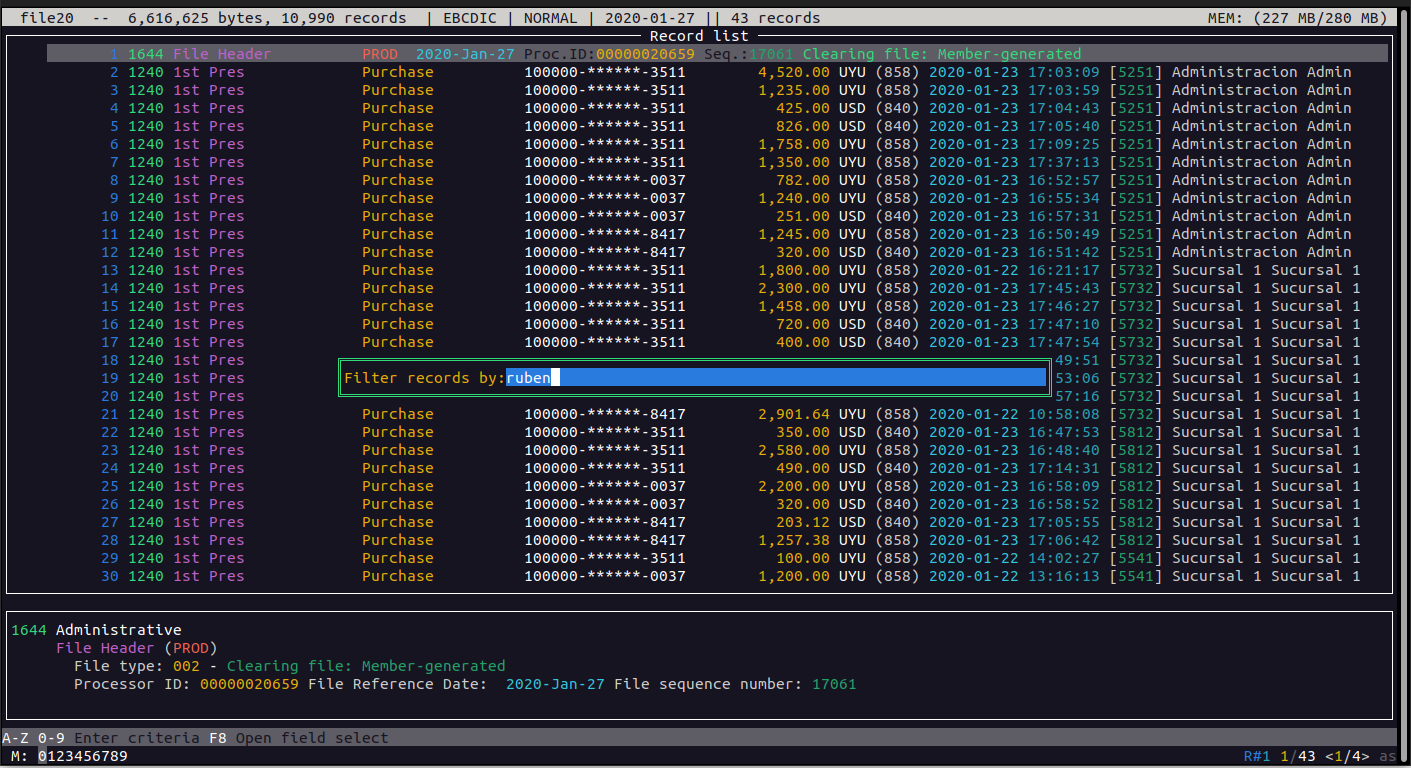 file20 -- 6,616,625 bytes, 10,990 records | EBCDIC | NORMAL | 2020-01-27 || 43 records MEM: (227 MB/280 MB)
Record list
1 1644 File Header PROD 2020-Jan-27 Proc.ID:00000020659 Seq.:17061 Clearing file: Member-generated
2 1240 1st Pres Purchase 100000-******-3511 4,520.00 UYU (858) 2020-01-23 17:03:09 [5251] Administracion Admin
3 1240 1st Pres Purchase 100000-******-3511 1,235.00 UYU (858) 2020-01-23 17:03:59 [5251] Administracion Admin
4 1240 1st Pres Purchase 100000-******-3511 425.00 USD (840) 2020-01-23 17:04:43 [5251] Administracion Admin
5 1240 1st Pres Purchase 100000-******-3511 826.00 USD (840) 2020-01-23 17:05:40 [5251] Administracion Admin
6 1240 1st Pres Purchase 100000-******-3511 1,758.00 UYU (858) 2020-01-23 17:09:25 [5251] Administracion Admin
7 1240 1st Pres Purchase 100000-******-3511 1,350.00 UYU (858) 2020-01-23 17:37:13 [5251] Administracion Admin
8 1240 1st Pres Purchase 100000-******-0037 782.00 UYU (858) 2020-01-23 16:52:57 [5251] Administracion Admin
9 1240 1st Pres Purchase 100000-******-0037 1,240.00 UYU (858) 2020-01-23 16:55:34 [5251] Administracion Admin
10 1240 1st Pres Purchase 100000-******-0037 251.00 USD (840) 2020-01-23 16:57:31 [5251] Administracion Admin
11 1240 1st Pres Purchase 100000-******-8417 1,245.00 UYU (858) 2020-01-23 16:50:49 [5251] Administracion Admin
12 1240 1st Pres Purchase 100000-******-8417 320.00 USD (840) 2020-01-23 16:51:42 [5251] Administracion Admin
13 1240 1st Pres Purchase 100000-******-3511 1,800.00 UYU (858) 2020-01-22 16:21:17 [5732] Sucursal 1 Sucursal 1
14 1240 1st Pres Purchase 100000-******-3511 2,300.00 UYU (858) 2020-01-23 17:45:43 [5732] Sucursal 1 Sucursal 1
15 1240 1st Pres Purchase 100000-******-3511 1,458.00 UYU (858) 2020-01-23 17:46:27 [5732] Sucursal 1 Sucursal 1
16 1240 1st Pres Purchase 100000-******-3511 720.00 USD (840) 2020-01-23 17:47:10 [5732] Sucursal 1 Sucursal 1
17 1240 1st Pres Purchase 100000-******-3511 400.00 USD (840) 2020-01-23 17:47:54 [5732] Sucursal 1 Sucursal 1
18 1240 1st Pres 49:51 [5732] Sucursal 1 Sucursal 1
19 1240 1st Pres Filter records by:ruben 53:06 [5732] Sucursal 1 Sucursal 1
20 1240 1st Pres 57:16 [5732] Sucursal 1 Sucursal 1
21 1240 1st Pres Purchase 100000-******-8417 2,901.64 UYU (858) 2020-01-22 10:58:08 [5732] Sucursal 1 Sucursal 1
22 1240 1st Pres Purchase 100000-******-3511 350.00 USD (840) 2020-01-23 16:47:53 [5812] Sucursal 1 Sucursal 1
23 1240 1st Pres Purchase 100000-******-3511 2,580.00 UYU (858) 2020-01-23 16:48:40 [5812] Sucursal 1 Sucursal 1
24 1240 1st Pres Purchase 100000-******-3511 490.00 USD (840) 2020-01-23 17:14:31 [5812] Sucursal 1 Sucursal 1
25 1240 1st Pres Purchase 100000-******-0037 2,200.00 UYU (858) 2020-01-23 16:58:09 [5812] Sucursal 1 Sucursal 1
26 1240 1st Pres Purchase 100000-******-0037 320.00 USD (840) 2020-01-23 16:58:52 [5812] Sucursal 1 Sucursal 1
27 1240 1st Pres Purchase 100000-******-8417 203.12 USD (840) 2020-01-23 17:05:55 [5812] Sucursal 1 Sucursal 1
28 1240 1st Pres Purchase 100000-******-8417 1,257.38 UYU (858) 2020-01-23 17:06:42 [5812] Sucursal 1 Sucursal 1
29 1240 1st Pres Purchase 100000-******-3511 100.00 UYU (858) 2020-01-22 14:02:27 [5541] Sucursal 1 Sucursal 1
30 1240 1st Pres Purchase 100000-******-0037 1,200.00 UYU (858) 2020-01-22 13:16:13 [5541] Sucursal 1 Sucursal 1
1644 Administrative
File Header (PROD)
File type: 002 - Clearing file: Member-generated
Processor ID: 00000020659 File Reference Date: 2020-Jan-27 File sequence number: 17061
A-Z 0-9 Enter criteria F8 Open field select
M: 0123456789 R#1 1/43 <1/4> as